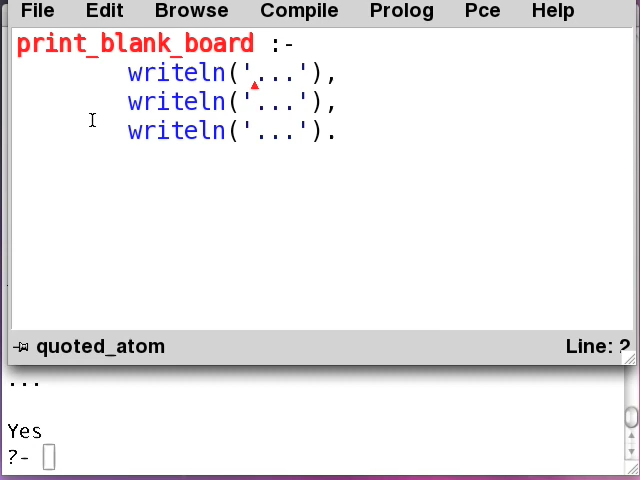 File Edit Browse Compile Prolog Pce Help
print_blank_board :-
writeln('...'),
writeln('...'),
writeln('...').
quoted_atom Line: 2
...
Yes
?-